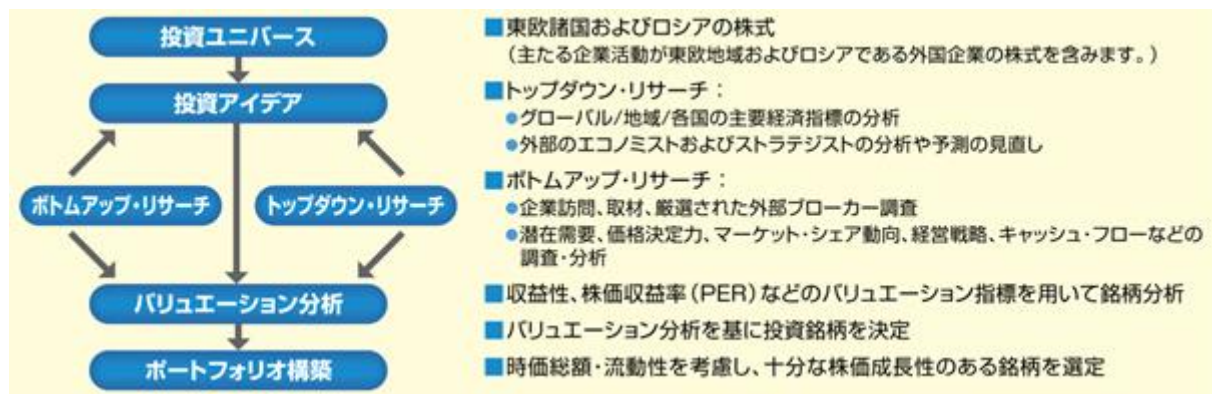 投資ユニバース
投資アイデア
ボトムアップ・リサーチ
トップダウン・リサーチ
バリュエーション分析
ポートフォリオ構築
■東欧諸国およびロシアの株式
（主たる企業活動が東欧地域およびロシアである外国企業の株式を含みます。）
■トップダウン・リサーチ：
●グローバル/地域/各国の主要経済指標の分析
●外部のエコノミストおよびストラテジストの分析や予測の見直し
■ボトムアップ・リサーチ：
●企業訪問、取材、厳選された外部ブローカー調査
●潜在需要、価格決定力、マーケット・シェア動向、経営戦略、キャッシュ・フローなどの
調査・分析
■収益性、株価収益率（PER）などのバリュエーション指標を用いて銘柄分析
■バリュエーション分析を基に投資銘柄を決定
■時価総額・流動性を考慮し、十分な株価成長性のある銘柄を選定